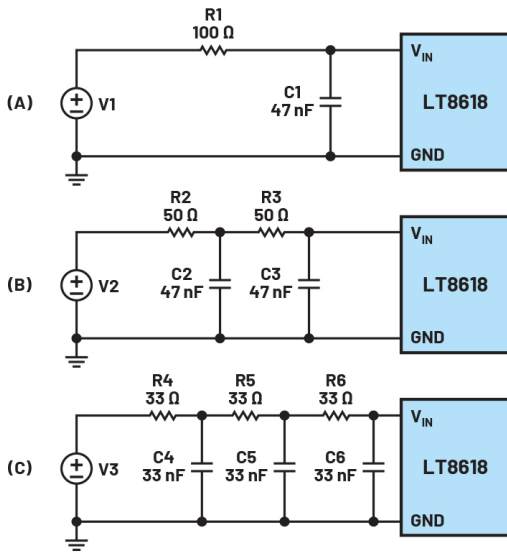 R1
100 Ω
V_IN
(A)
+
−
V1
C1
47 nF
LT8618
GND
R2
50 Ω
R3
50 Ω
V_IN
(B)
+
−
V2
C2
47 nF
C3
47 nF
LT8618
GND
R4
33 Ω
R5
33 Ω
R6
33 Ω
V_IN
(C)
+
−
V3
C4
33 nF
C5
33 nF
C6
33 nF
LT8618
GND